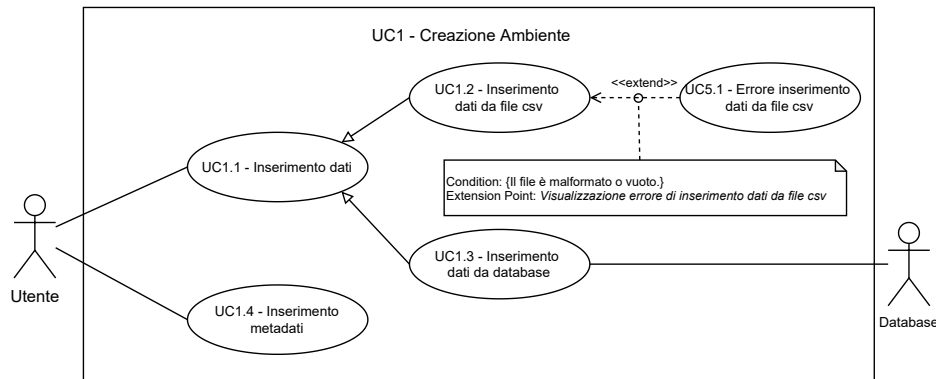 UC1 - Creazione Ambiente
UC1.2 - Inserimento
dati da file csv
<<extend>>
UC5.1 - Errore inserimento
dati da file csv
UC1.1 - Inserimento dati
Condition: {Il file è malformato o vuoto.}
Extension Point: Visualizzazione errore di inserimento dati da file csv
UC1.3 - Inserimento
dati da database
Utente
UC1.4 - Inserimento
metadati
Database